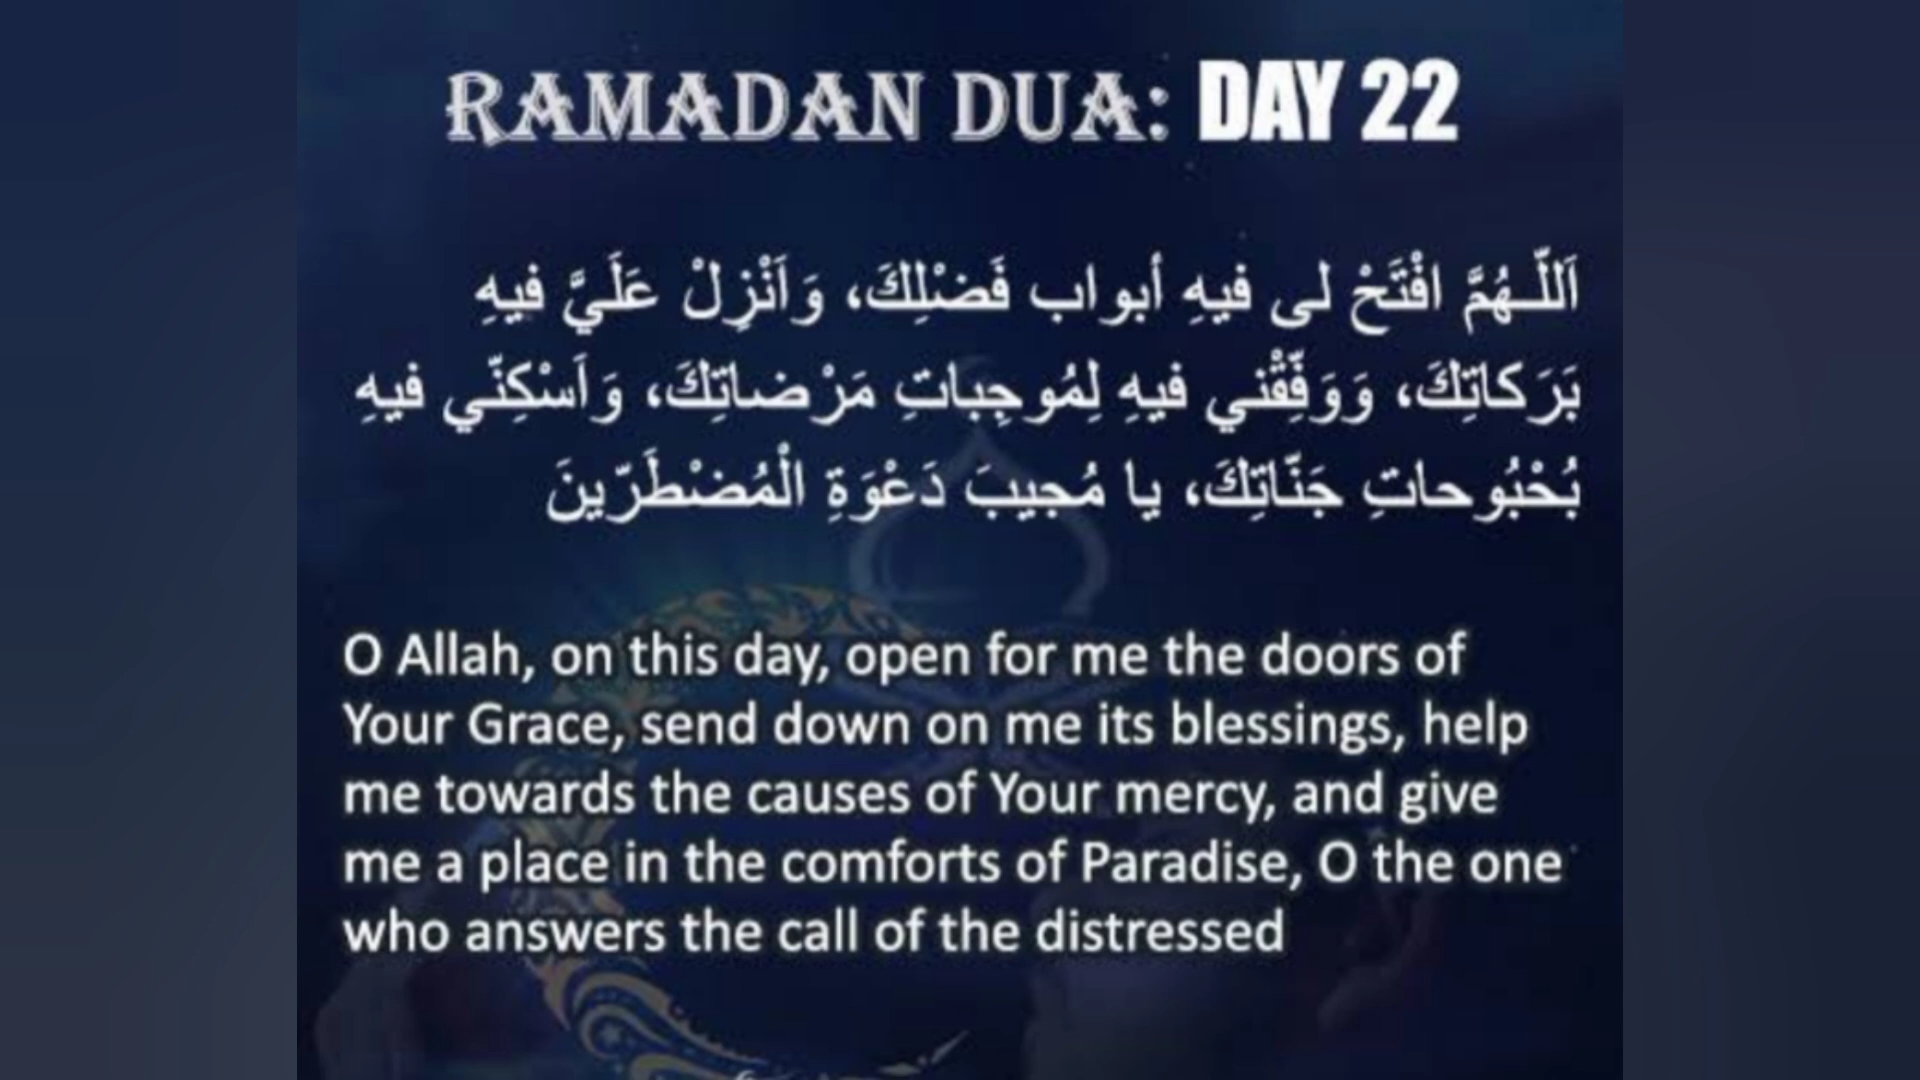 RAMADAN DUA: DAY 22
اَللّـهُمَّ افْتَحْ لى فيهِ أبواب فَضْلِكَ، وَاَنْزِلْ عَلَيَّ فيهِ
بَرَكاتِكَ، وَوَفِّقْني فيهِ لِمُوجِباتِ مَرْضاتِكَ، وَاَسْكِنّي فيهِ
بُحْبُوحاتِ جَنّاتِكَ، يا مُجيبَ دَعْوَةِ الْمُضْطَرّينَ
O Allah, on this day, open for me the doors of
Your Grace, send down on me its blessings, help
me towards the causes of Your mercy, and give
me a place in the comforts of Paradise, O the one
who answers the call of the distressed